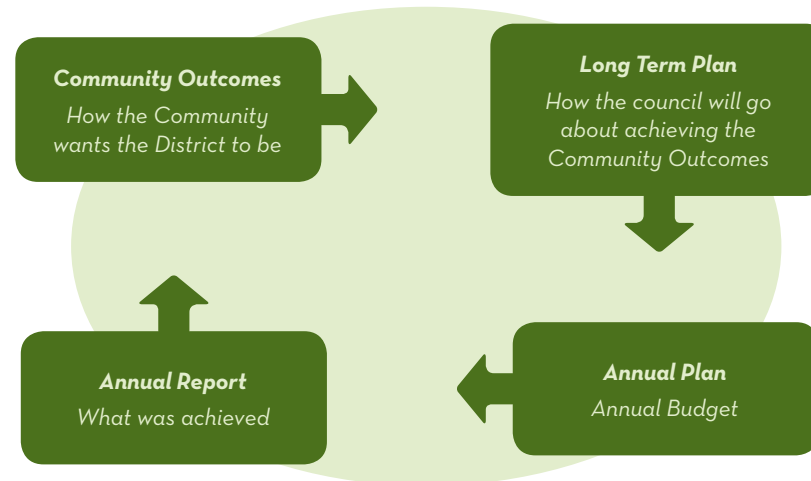 Community Outcomes
How the Community
wants the District to be
Long Term Plan
How the council will go
about achieving the
Community Outcomes
Annual Report
What was achieved
Annual Plan
Annual Budget